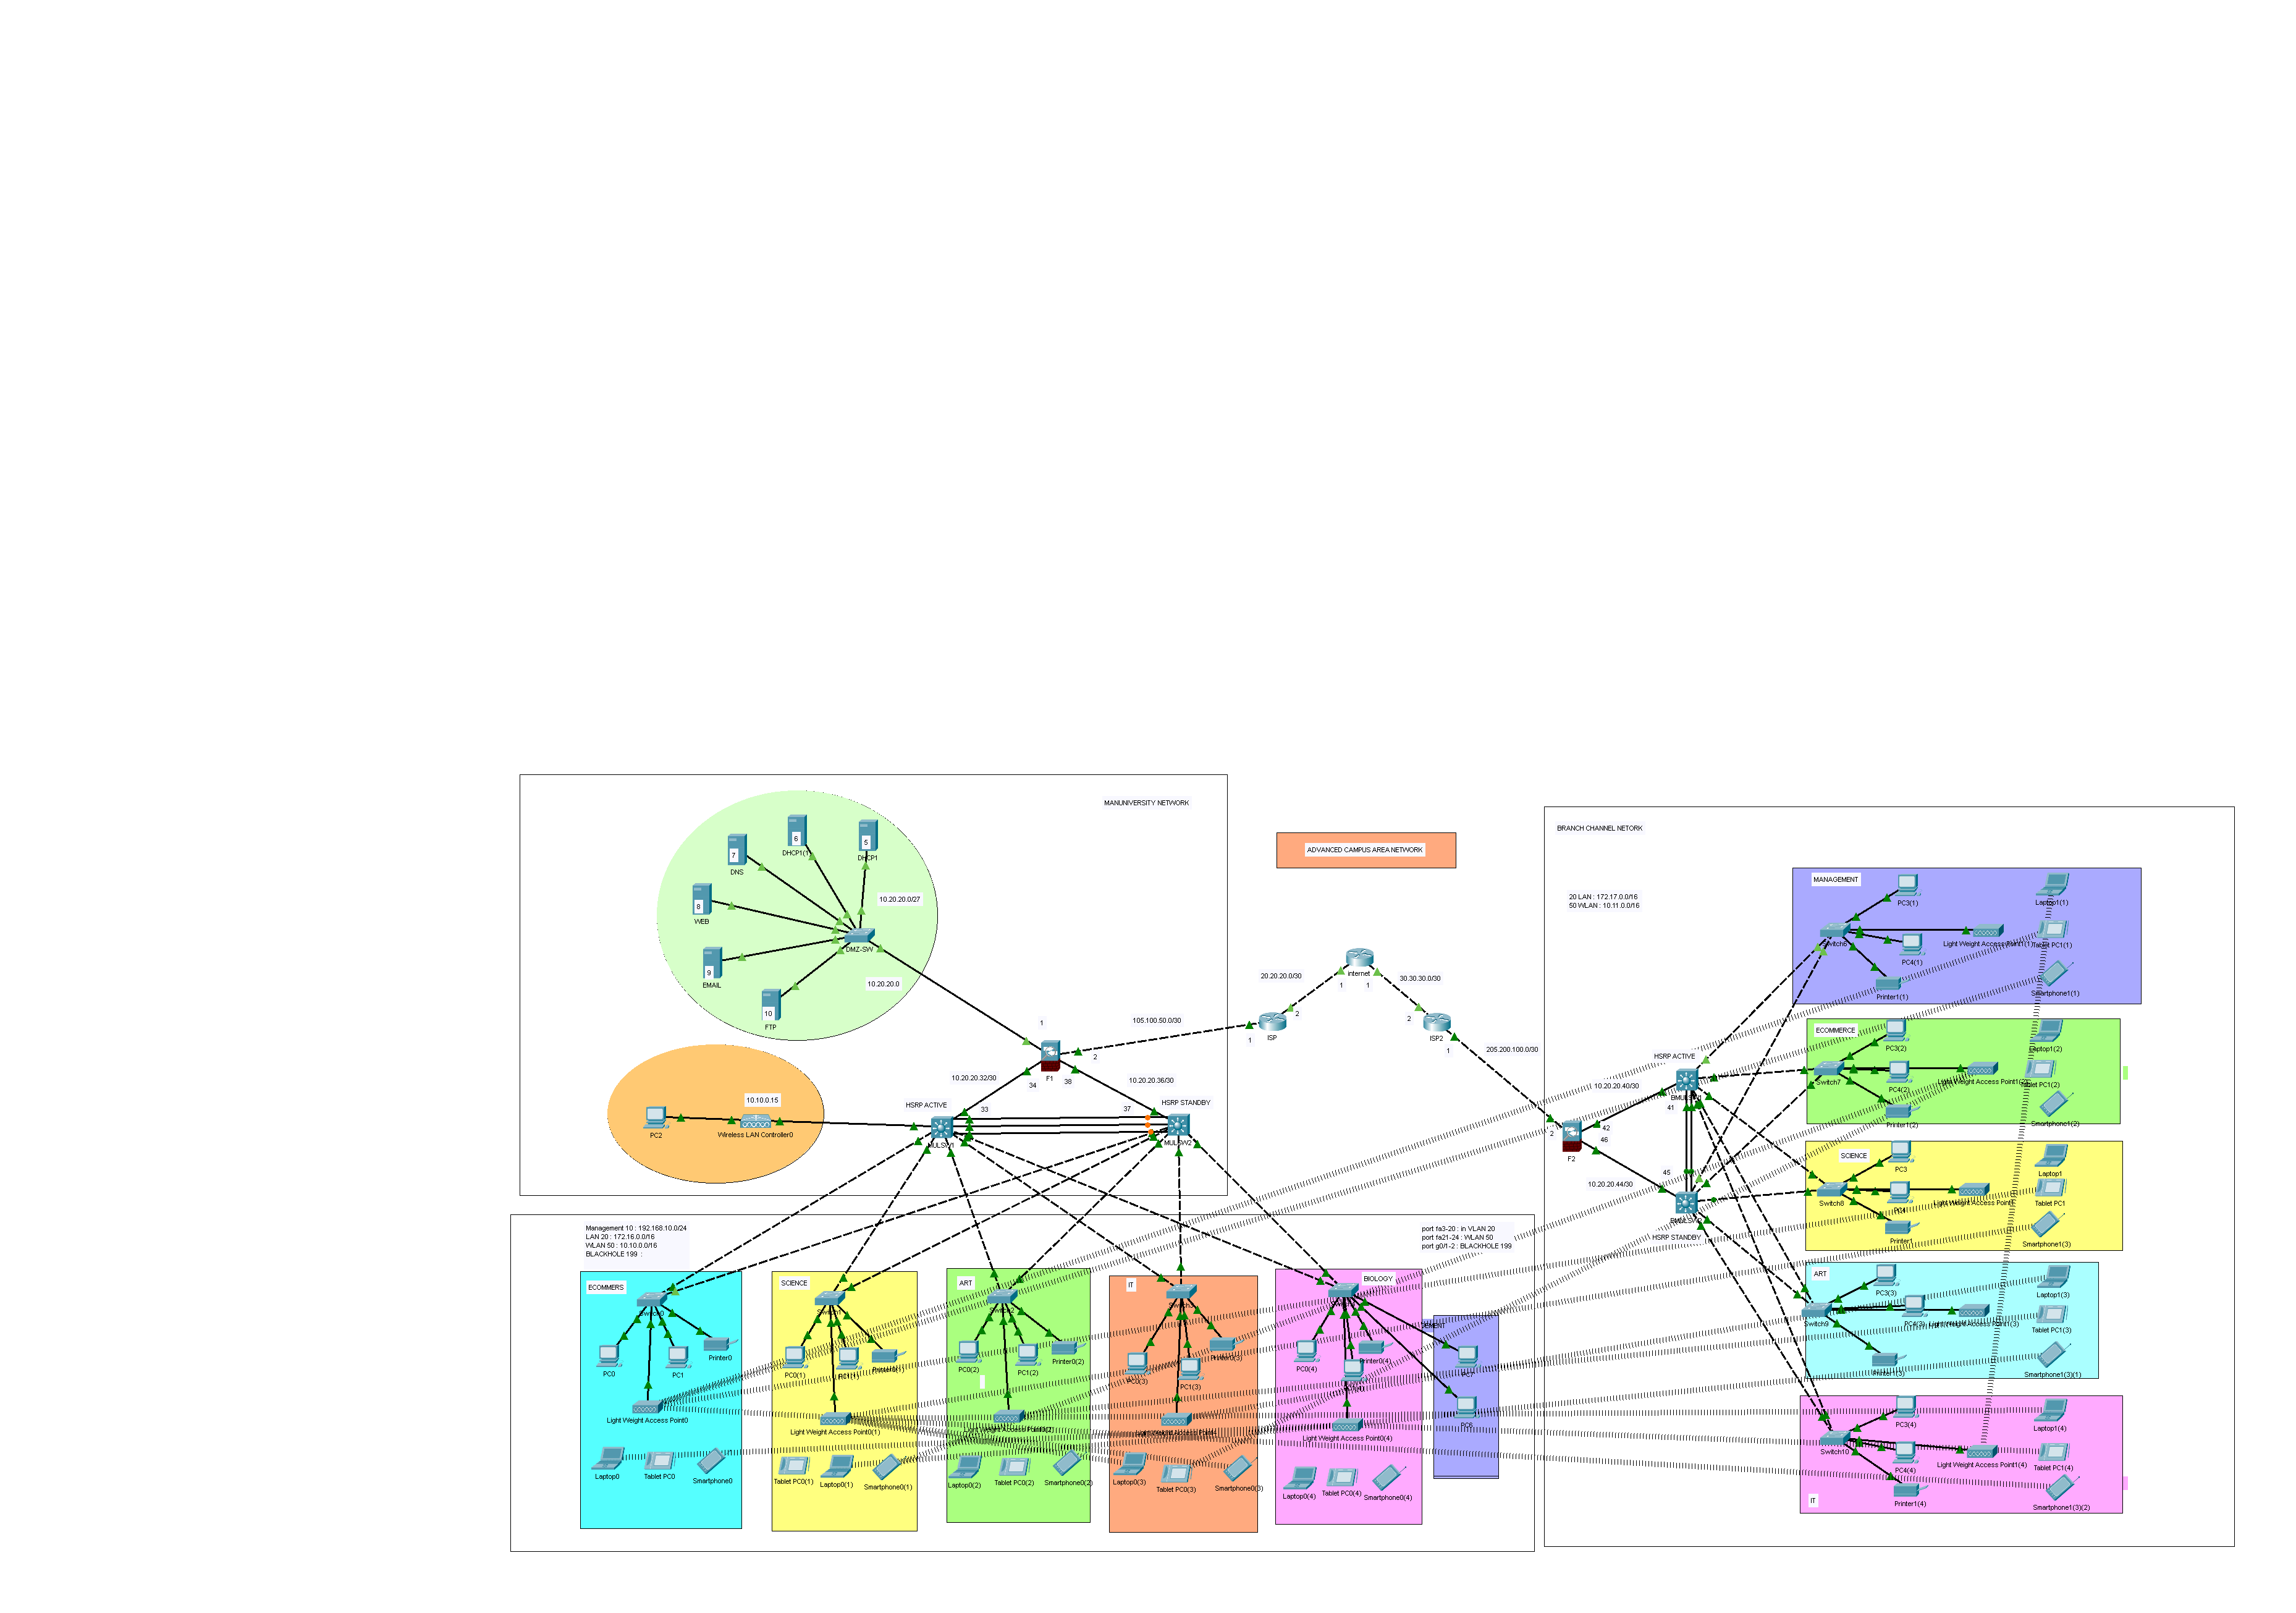 MANUNIVERSITY NETWORK
6
DHCP1(1)
5
DHCP1
7
DNS
10.20.20.0/27
8
WEB
DMZ-SW
9
EMAIL
10.20.20.0
10
FTP
1
F1
2
34
38
10.20.20.32/30
10.20.20.36/30
HSRP ACTIVE
HSRP STANDBY
33
37
MULSW1
MULSW2
10.10.0.15
PC2
Wireless LAN Controller0
ADVANCED CAMPUS AREA NETWORK
105.100.50.0/30
1
ISP
2
20.20.20.0/30
1
internet
1
30.30.30.0/30
2
ISP2
1
205.200.100.0/30
BRANCH CHANNEL NETORK
20 LAN : 172.17.0.0/16
50 WLAN : 10.11.0.0/16
2
F2
42
46
10.20.20.40/30
10.20.20.44/30
HSRP ACTIVE
41
45
HSRP STANDBY
Management 10 : 192.168.10.0/24
LAN 20 : 172.16.0.0/16
WLAN 50 : 10.10.0.0/16
BLACKHOLE 199 :
port fa3-20 : in VLAN 20
port fa21-24 : WLAN 50
port g0/1-2 : BLACKHOLE 199
ECOMMERS
Switch0
PC0
PC1
Printer0
Light Weight Access Point0
Laptop0
Tablet PC0
Smartphone0
SCIENCE
PC0(1)
PC1(1)
Printer0(1)
Light Weight Access Point0(1)
Tablet PC0(1)
Laptop0(1)
Smartphone0(1)
ART
Switch2
PC0(2)
PC1(2)
Printer0(2)
Light Weight Access Point0(2)
Laptop0(2)
Tablet PC0(2)
Smartphone0(2)
IT
PC0(3)
PC1(3)
Printer0(3)
Laptop0(3)
Tablet PC0(3)
Smartphone0(3)
BIOLOGY
PC0(4)
Printer0(4)
Light Weight Access Point0(4)
Laptop0(4)
Tablet PC0(4)
Smartphone0(4)
EMENT
PC7
PC6
MANAGEMENT
Switch6
PC3(1)
PC4(1)
Printer1(1)
Light Weight Access Point1(1)
Laptop1(1)
Tablet PC1(1)
Smartphone1(1)
ECOMMERCE
Switch7
PC3(2)
PC4(2)
Printer1(2)
Light Weight Access Point1(2)
Laptop1(2)
Tablet PC1(2)
Smartphone1(2)
SCIENCE
Switch8
PC3
PC4
Printer1
Light Weight Access Point1
Laptop1
Tablet PC1
Smartphone1(3)
ART
Switch9
PC3(3)
PC4(3)
Printer1(3)
Light Weight Access Point1(3)
Laptop1(3)
Tablet PC1(3)
Smartphone1(3)(1)
IT
Switch10
PC3(4)
PC4(4)
Printer1(4)
Light Weight Access Point1(4)
Laptop1(4)
Tablet PC1(4)
Smartphone1(3)(2)